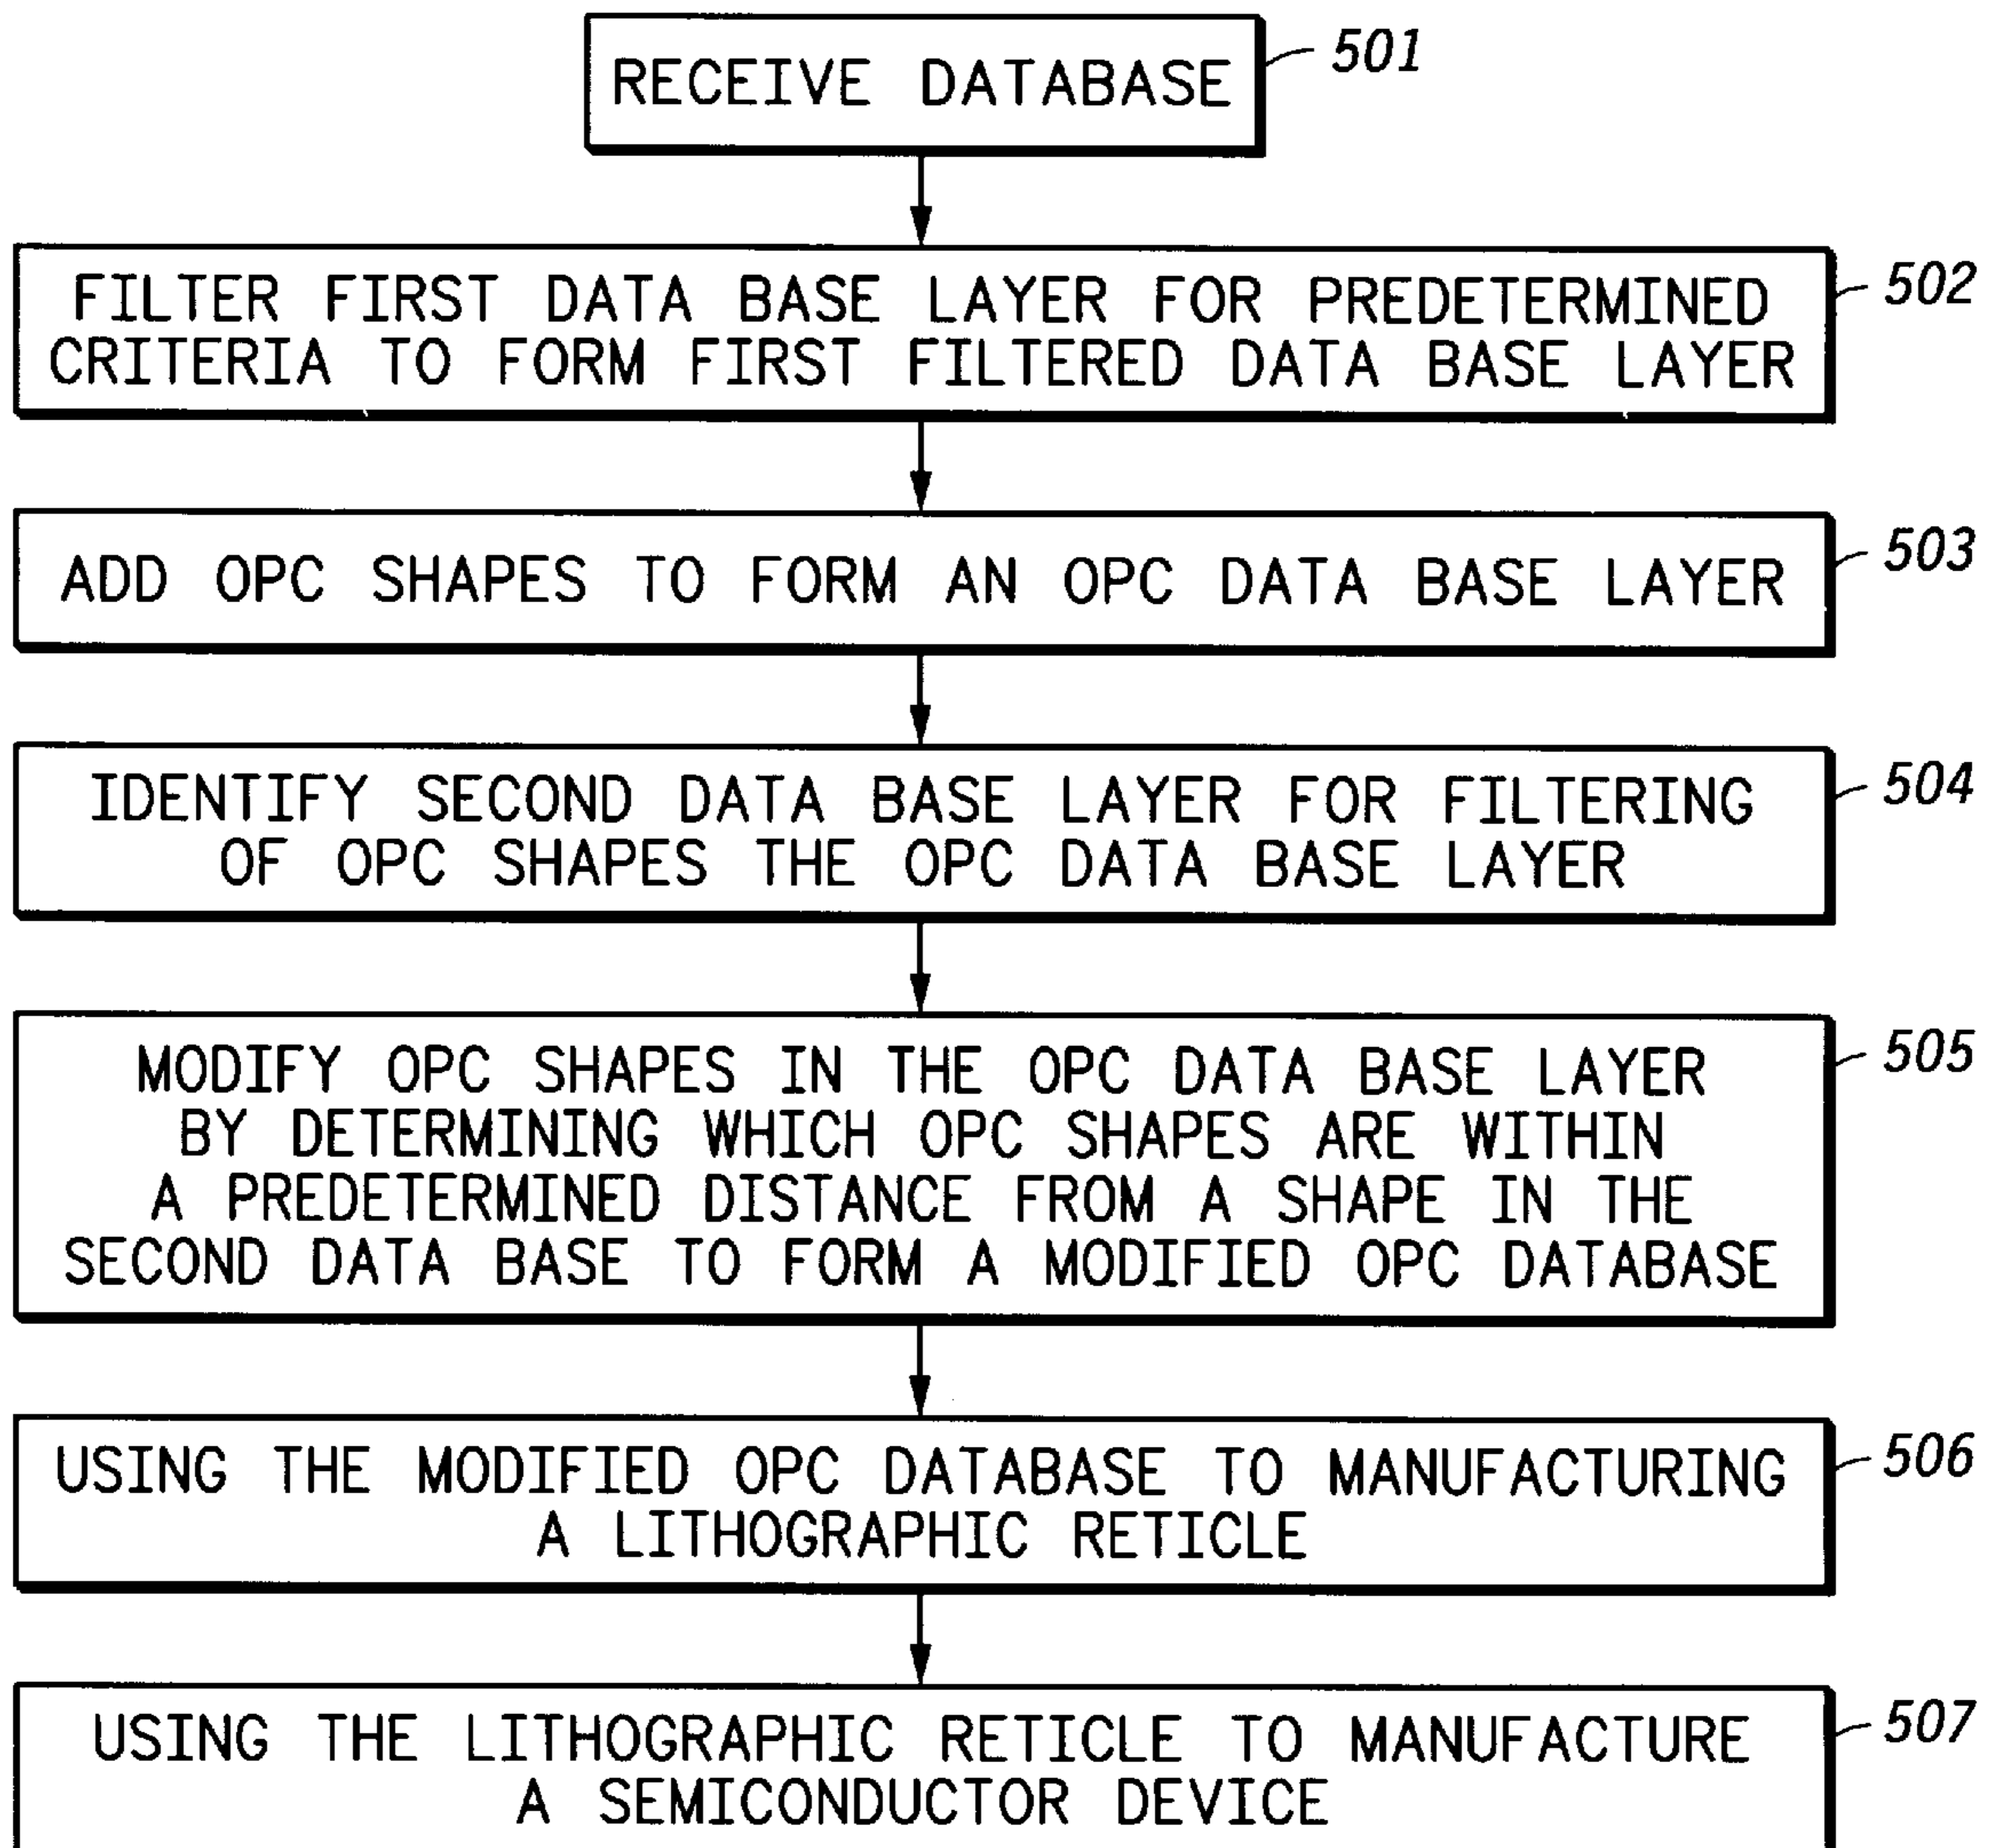 RECEIVE DATABASE
501
FILTER FIRST DATA BASE LAYER FOR PREDETERMINED
CRITERIA TO FORM FIRST FILTERED DATA BASE LAYER
502
ADD OPC SHAPES TO FORM AN OPC DATA BASE LAYER
503
IDENTIFY SECOND DATA BASE LAYER FOR FILTERING
OF OPC SHAPES THE OPC DATA BASE LAYER
504
MODIFY OPC SHAPES IN THE OPC DATA BASE LAYER
BY DETERMINING WHICH OPC SHAPES ARE WITHIN
A PREDETERMINED DISTANCE FROM A SHAPE IN THE
SECOND DATA BASE TO FORM A MODIFIED OPC DATABASE
505
USING THE MODIFIED OPC DATABASE TO MANUFACTURING
A LITHOGRAPHIC RETICLE
506
USING THE LITHOGRAPHIC RETICLE TO MANUFACTURE
A SEMICONDUCTOR DEVICE
507